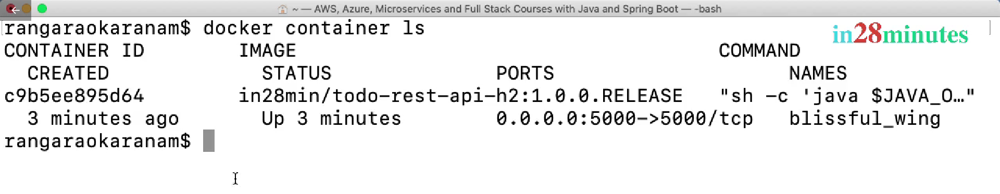 ~ — AWS, Azure, Microservices and Full Stack Courses with Java and Spring Boot — -bash
rangaraokaranam$ docker container ls
in28minutes
CONTAINER ID IMAGE COMMAND
CREATED STATUS PORTS NAMES
c9b5ee895d64 in28min/todo-rest-api-h2:1.0.0.RELEASE "sh -c 'java $JAVA_O…"
3 minutes ago Up 3 minutes 0.0.0.0:5000->5000/tcp blissful_wing
rangaraokaranam$